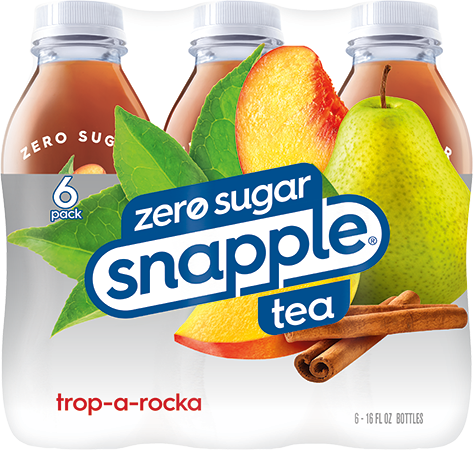 ZERO SUG
R
6
pack
zerø sugar
snapple®
tea
trop-a-rocka
6 - 16 FL OZ BOTTLES